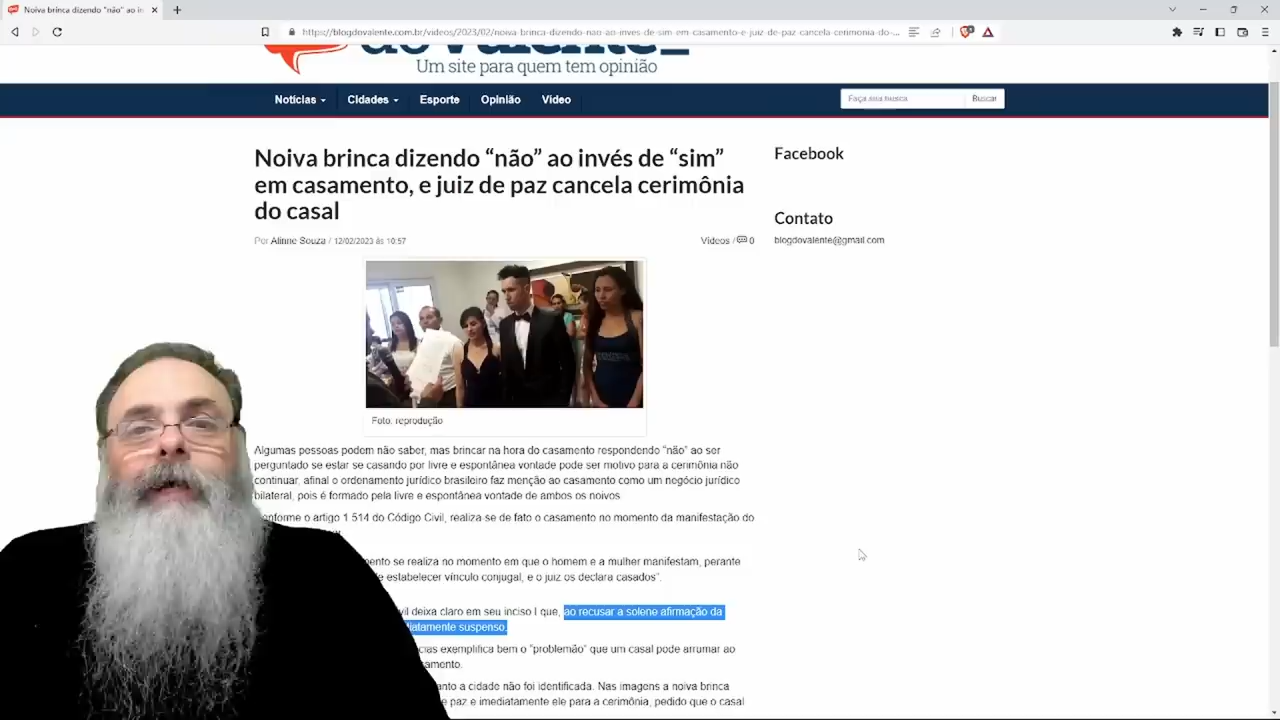 Noiva brinca dizendo “não” ao in
https://blogdovalente.com.br/videos/2023/02/noiva-brinca-dizendo-nao-ao-inves-de-sim-em-casamento-e-juiz-de-paz-cancela-cerimonia-do-...
Um site para quem tem opinião
Notícias Cidades Esporte Opinião Vídeo
Faça sua busca Buscar
Noiva brinca dizendo “não” ao invés de “sim”
em casamento, e juiz de paz cancela cerimônia
do casal
Por Alinne Souza / 12/02/2023 às 10:57
Vídeos / 0
Facebook
Contato
blogdovalente@gmail.com
Foto: reprodução
Algumas pessoas podem não saber, mas brincar na hora do casamento respondendo “não” ao ser
perguntado se estar se casando por livre e espontânea vontade pode ser motivo para a cerimônia não
continuar, afinal o ordenamento jurídico brasileiro faz menção ao casamento como um negócio jurídico
bilateral, pois é formado pela livre e espontânea vontade de ambos os noivos.
onforme o artigo 1.514 do Código Civil, realiza-se de fato o casamento no momento da manifestação do
ento se realiza no momento em que o homem e a mulher manifestam, perante
e estabelecer vínculo conjugal, e o juiz os declara casados”.
vil deixa claro em seu inciso I que, ao recusar a solene afirmação da
diatamente suspenso.
cias exemplifica bem o “problemão” que um casal pode arrumar ao
samento.
anto a cidade não foi identificada. Nas imagens a noiva brinca
e paz e imediatamente ele para a cerimônia, pedido que o casal